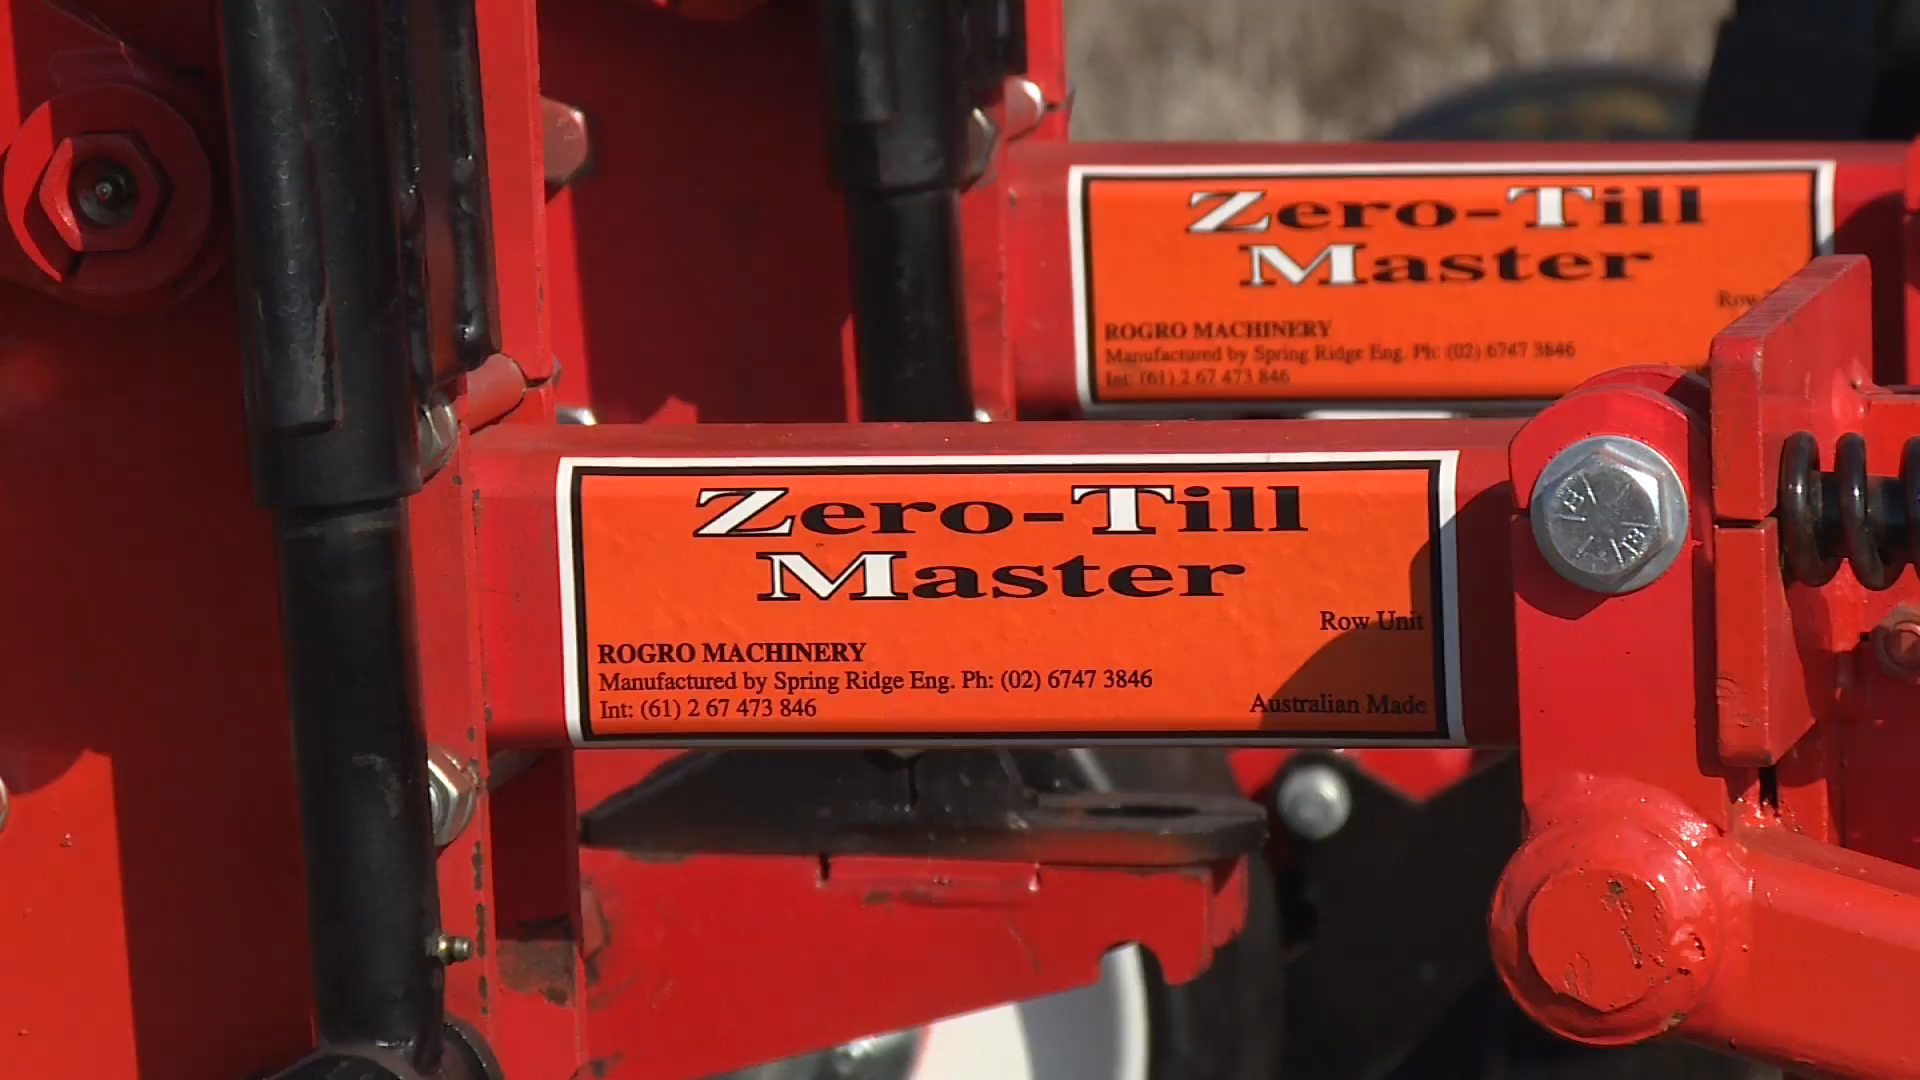 Zero-Till
Master
ROGRO MACHINERY
Manufactured by Spring Ridge Eng. Ph: (02) 6747 3846
Int: (61) 2 67 473 846
Zero-Till
Master
Row Unit
ROGRO MACHINERY
Manufactured by Spring Ridge Eng. Ph: (02) 6747 3846
Int: (61) 2 67 473 846
Australian Made